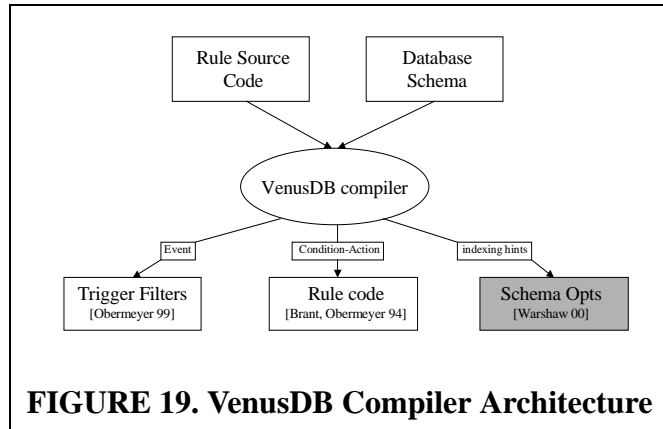 Rule Source
Code
Database
Schema
VenusDB compiler
Event
Condition-Action
indexing hints
Trigger Filters
[Obermeyer 99]
Rule code
[Brant, Obermeyer 94]
Schema Opts
[Warshaw 00]
FIGURE 19. VenusDB Compiler Architecture